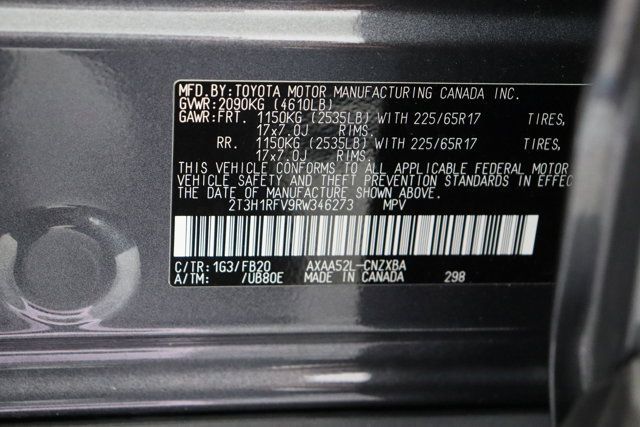 MFD. BY: TOYOTA MOTOR MANUFACTURING CANADA INC.
GVWR: 2090KG (4610LB)
GAWR: FRT. 1150KG (2535LB) WITH 225/65R17 TIRES,
17x7.0J RIMS.
RR. 1150KG (2535LB) WITH 225/65R17 TIRES,
17x7.0J RIMS.
THIS VEHICLE CONFORMS TO ALL APPLICABLE FEDERAL MOTOR
VEHICLE SAFETY AND THEFT PREVENTION STANDARDS IN EFFEC
THE DATE OF MANUFACTURE SHOWN ABOVE.
2T3H1RFV9RW346273 MPV
C/TR: 1G3/FB20 AXAA52L-CNZXBA
A/TM: /UB80E MADE IN CANADA 298